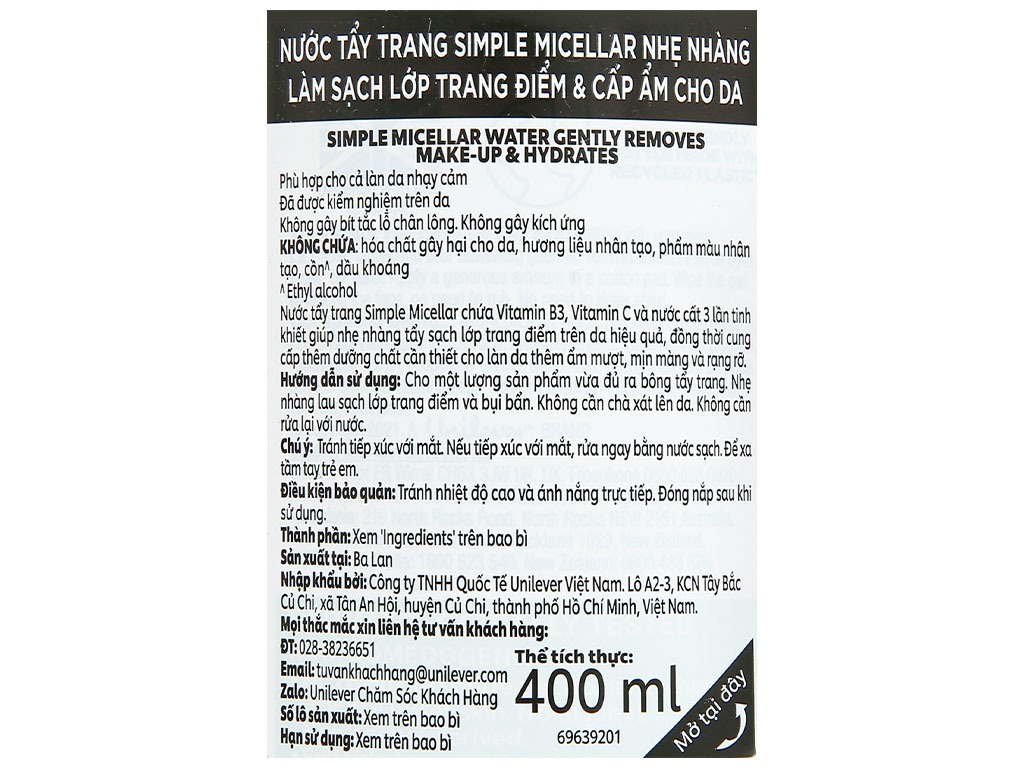 NƯỚC TẨY TRANG SIMPLE MICELLAR NHẸ NHÀNG
LÀM SẠCH LỚP TRANG ĐIỂM & CẤP ẨM CHO DA
SIMPLE MICELLAR WATER GENTLY REMOVES
MAKE-UP & HYDRATES
Phù hợp cho cả làn da nhạy cảm
Đã được kiểm nghiệm trên da
Không gây bít tắc lỗ chân lông. Không gây kích ứng
KHÔNG CHỨA: hóa chất gây hại cho da, hương liệu nhân tạo, phẩm màu nhân
tạo, cồn^, dầu khoáng
^ Ethyl alcohol
Nước tẩy trang Simple Micellar chứa Vitamin B3, Vitamin C và nước cất 3 lần tinh
khiết giúp nhẹ nhàng tẩy sạch lớp trang điểm trên da hiệu quả, đồng thời cung
cấp thêm dưỡng chất cần thiết cho làn da thêm ẩm mượt, mịn màng và rạng rỡ.
Hướng dẫn sử dụng: Cho một lượng sản phẩm vừa đủ ra bông tẩy trang. Nhẹ
nhàng lau sạch lớp trang điểm và bụi bẩn. Không cần chà xát lên da. Không cần
rửa lại với nước.
Chú ý: Tránh tiếp xúc với mắt. Nếu tiếp xúc với mắt, rửa ngay bằng nước sạch. Để xa
tầm tay trẻ em.
Điều kiện bảo quản: Tránh nhiệt độ cao và ánh nắng trực tiếp. Đóng nắp sau khi
sử dụng.
Thành phần: Xem 'Ingredients' trên bao bì
Sản xuất tại: Ba Lan
Nhập khẩu bởi: Công ty TNHH Quốc Tế Unilever Việt Nam. Lô A2-3, KCN Tây Bắc
Củ Chi, xã Tân An Hội, huyện Củ Chi, thành phố Hồ Chí Minh, Việt Nam.
Mọi thắc mắc xin liên hệ tư vấn khách hàng:
ĐT: 028-38236651
Email: tuvankhachhang@unilever.com
Zalo: Unilever Chăm Sóc Khách Hàng
Số lô sản xuất: Xem trên bao bì
Hạn sử dụng: Xem trên bao bì
Thể tích thực:
400 ml
69639201
Mở tại đây